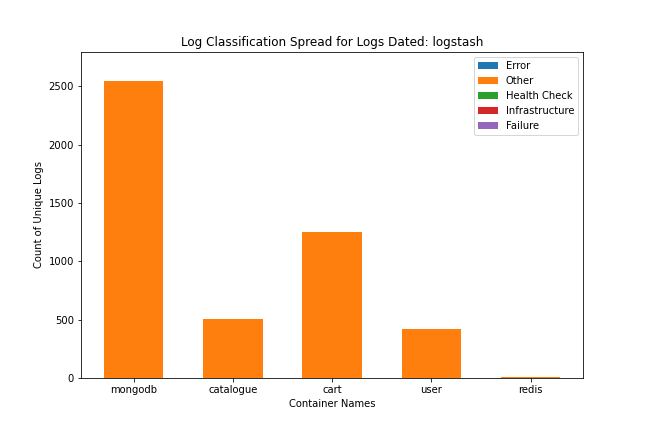 Log Classification Spread for Logs Dated: logstash
Error
Other
Health Check
Infrastructure
Failure
2500
2000
1500
1000
500
0
Count of Unique Logs
mongodb catalogue cart user redis
Container Names